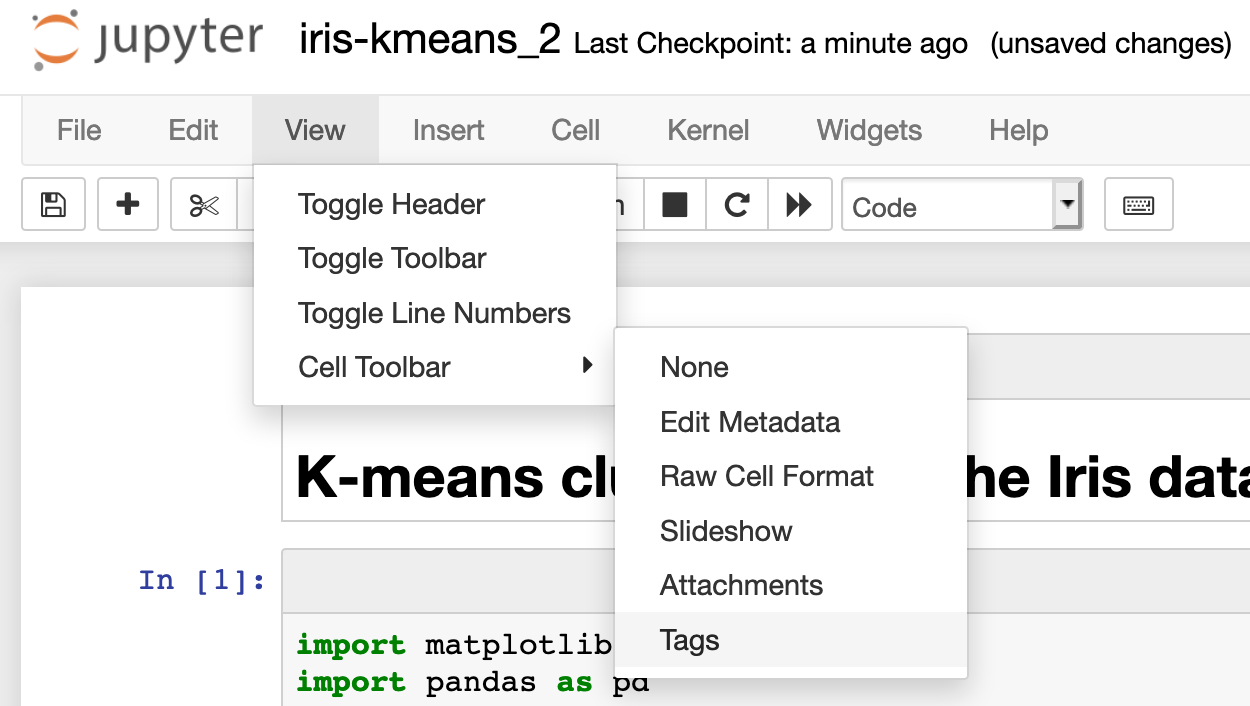 jupyter iris-kmeans_2 Last Checkpoint: a minute ago (unsaved changes)
File Edit View Insert Cell Kernel Widgets Help
Code
Toggle Header
Toggle Toolbar
Toggle Line Numbers
Cell Toolbar
None
Edit Metadata
Raw Cell Format
Slideshow
Attachments
Tags
K-means he Iris data
In [1]:
import matplotlib
import pandas as pd